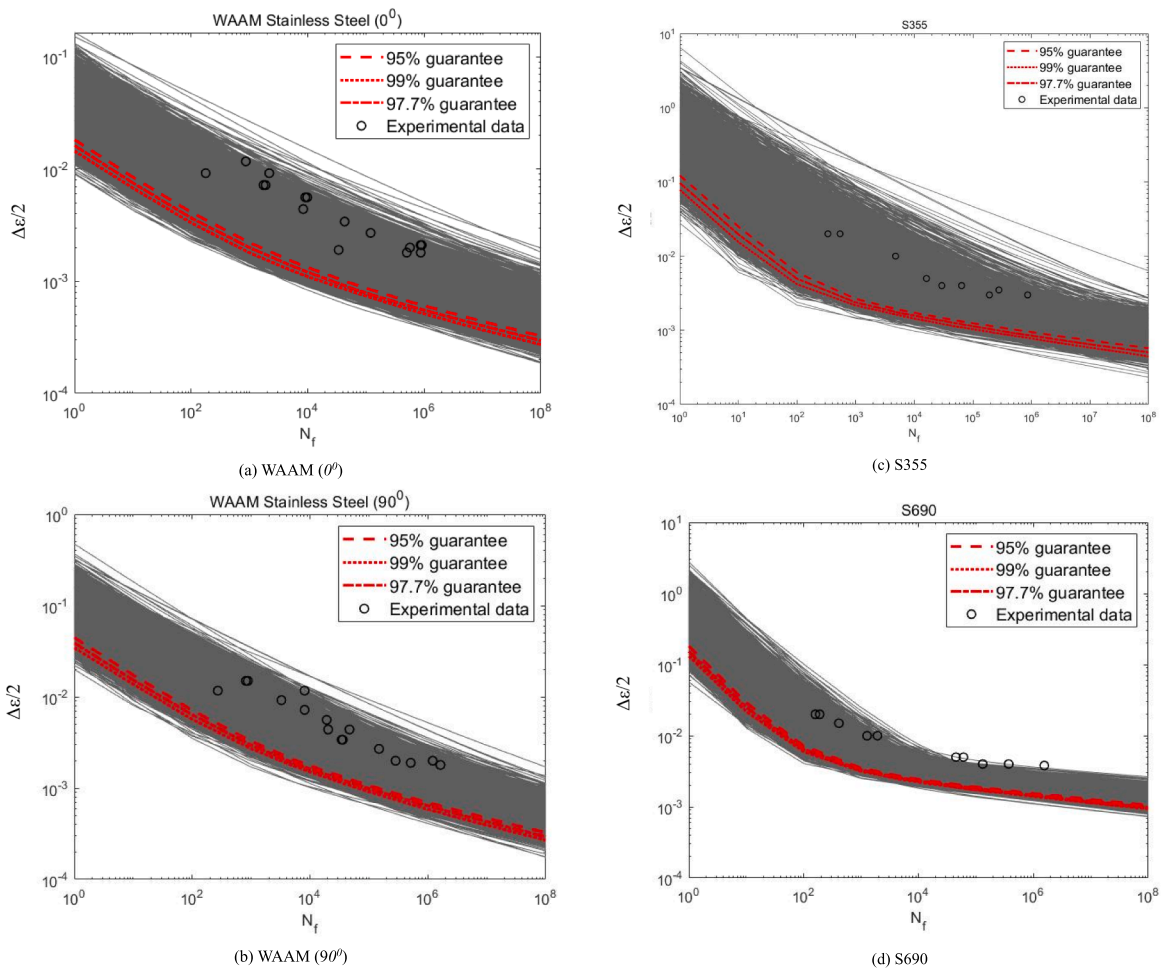 WAAM Stainless Steel (0⁰)
10⁻¹
10⁻²
10⁻³
10⁻⁴
Δε/2
95% guarantee
99% guarantee
97.7% guarantee
Experimental data
10⁰ 10² 10⁴ 10⁶ 10⁸
N_f
(a) WAAM (0⁰)
S355
10¹
10⁰
10⁻¹
10⁻²
10⁻³
10⁻⁴
Δε/2
95% guarantee
99% guarantee
97.7% guarantee
Experimental data
10⁰ 10¹ 10² 10³ 10⁴ 10⁵ 10⁶ 10⁷ 10⁸
N_f
(c) S355
WAAM Stainless Steel (90⁰)
10⁰
10⁻¹
10⁻²
10⁻³
10⁻⁴
Δε/2
95% guarantee
99% guarantee
97.7% guarantee
Experimental data
10⁰ 10² 10⁴ 10⁶ 10⁸
N_f
(b) WAAM (90⁰)
S690
10¹
10⁰
10⁻¹
10⁻²
10⁻³
10⁻⁴
Δε/2
95% guarantee
99% guarantee
97.7% guarantee
Experimental data
10⁰ 10² 10⁴ 10⁶ 10⁸
N_f
(d) S690